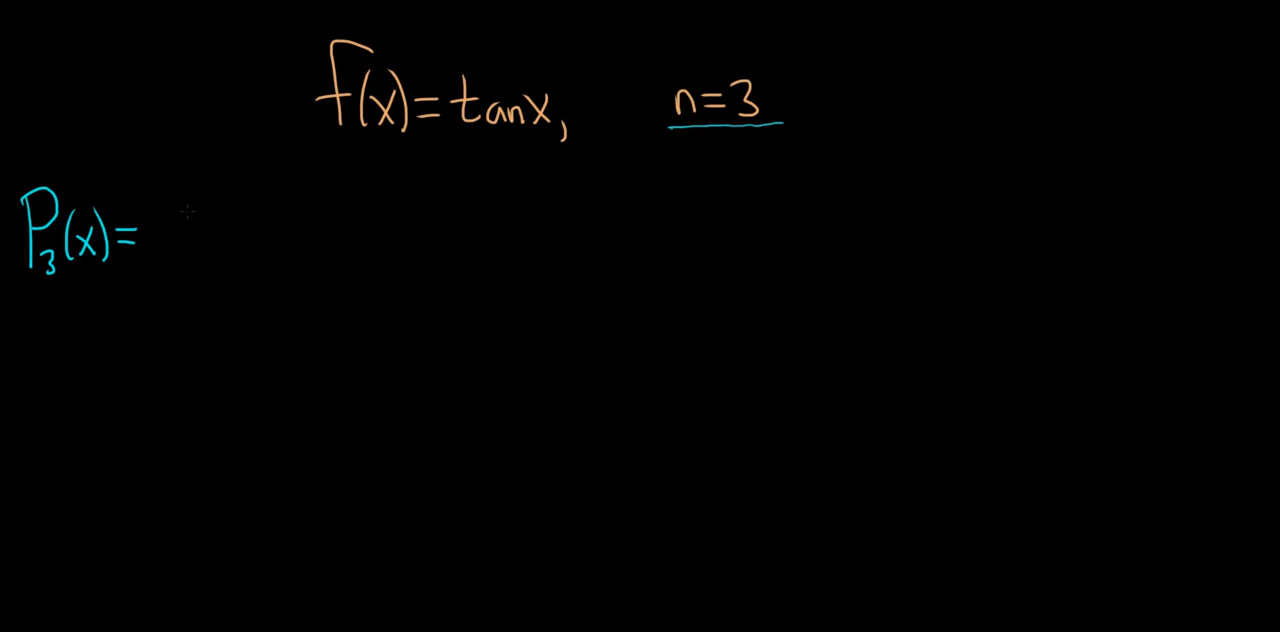 f(x)=tanx, n=3
P₃(x)=